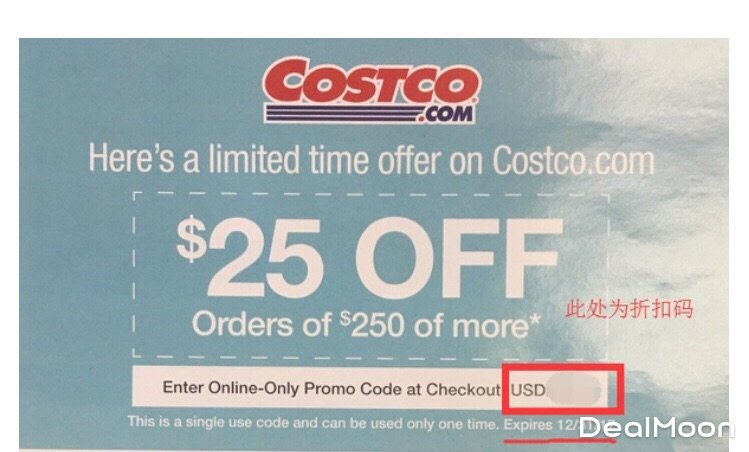 COSTCO
.COM
Here's a limited time offer on Costco.com
$25 OFF
Orders of $250 of more*
此处为折扣码
Enter Online-Only Promo Code at Checkout USD
This is a single use code and can be used only one time. Expires
DealMoon